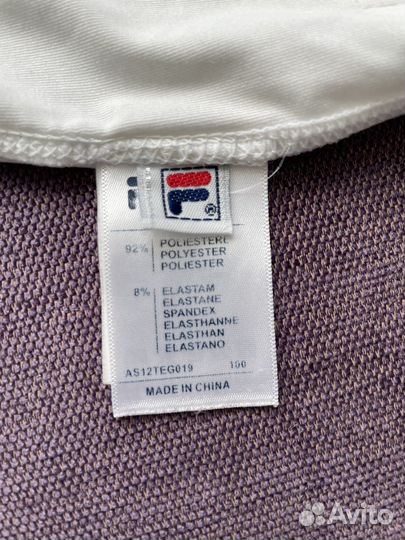 92% POLIESTERE
POLYESTER
POLIESTER
8% ELASTAM
ELASTANE
SPANDEX
ELASTHANNE
ELASTHAN
ELASTANO
AS12TEG019 100
MADE IN CHINA
Avito